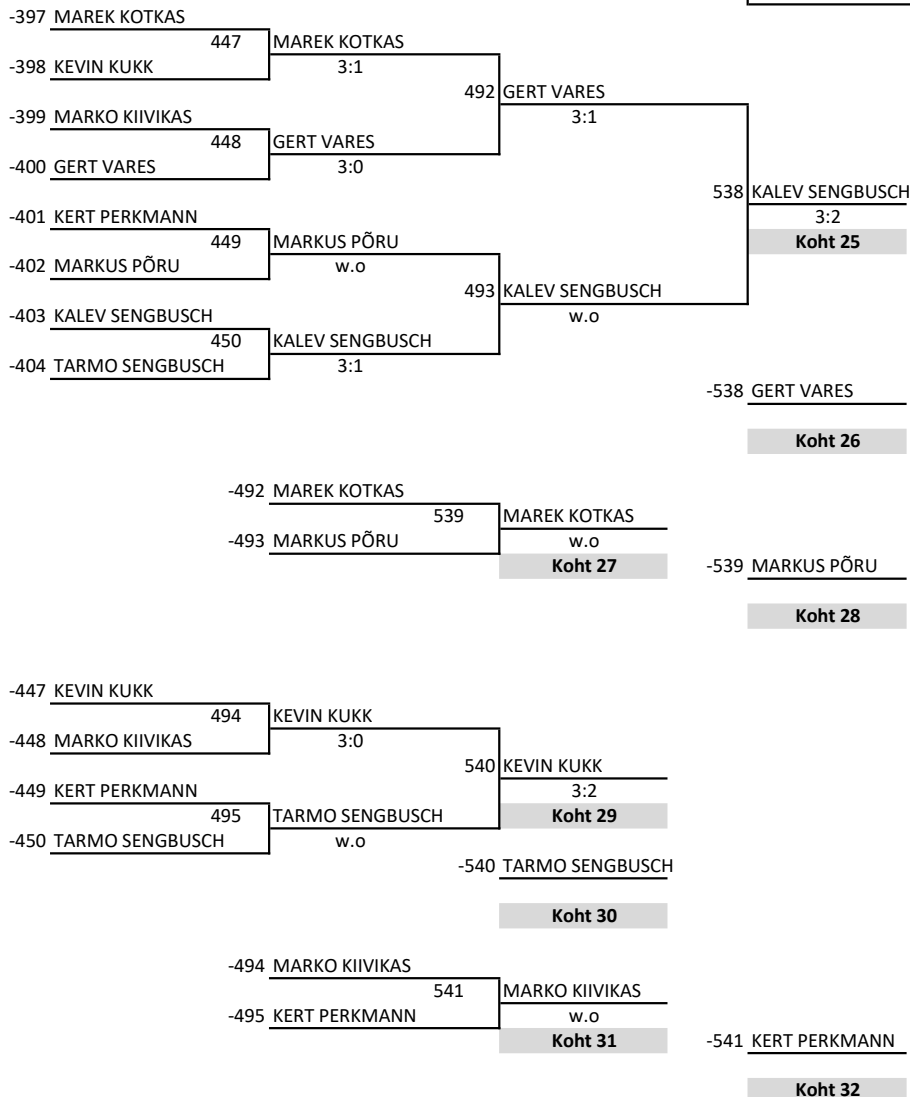 -397 MAREK KOTKAS
447 MAREK KOTKAS
-398 KEVIN KUKK 3:1
492 GERT VARES
-399 MARKO KIIVIKAS 3:1
448 GERT VARES
-400 GERT VARES 3:0
538 KALEV SENGBUSCH
-401 KERT PERKMANN 3:2
449 MARKUS PÕRU Koht 25
-402 MARKUS PÕRU w.o
493 KALEV SENGBUSCH
-403 KALEV SENGBUSCH w.o
450 KALEV SENGBUSCH
-404 TARMO SENGBUSCH 3:1
-538 GERT VARES
Koht 26
-492 MAREK KOTKAS
539 MAREK KOTKAS
-493 MARKUS PÕRU w.o
Koht 27 -539 MARKUS PÕRU
Koht 28
-447 KEVIN KUKK
494 KEVIN KUKK
-448 MARKO KIIVIKAS 3:0
540 KEVIN KUKK
-449 KERT PERKMANN 3:2
495 TARMO SENGBUSCH Koht 29
-450 TARMO SENGBUSCH w.o
-540 TARMO SENGBUSCH
Koht 30
-494 MARKO KIIVIKAS
541 MARKO KIIVIKAS
-495 KERT PERKMANN w.o
Koht 31 -541 KERT PERKMANN
Koht 32